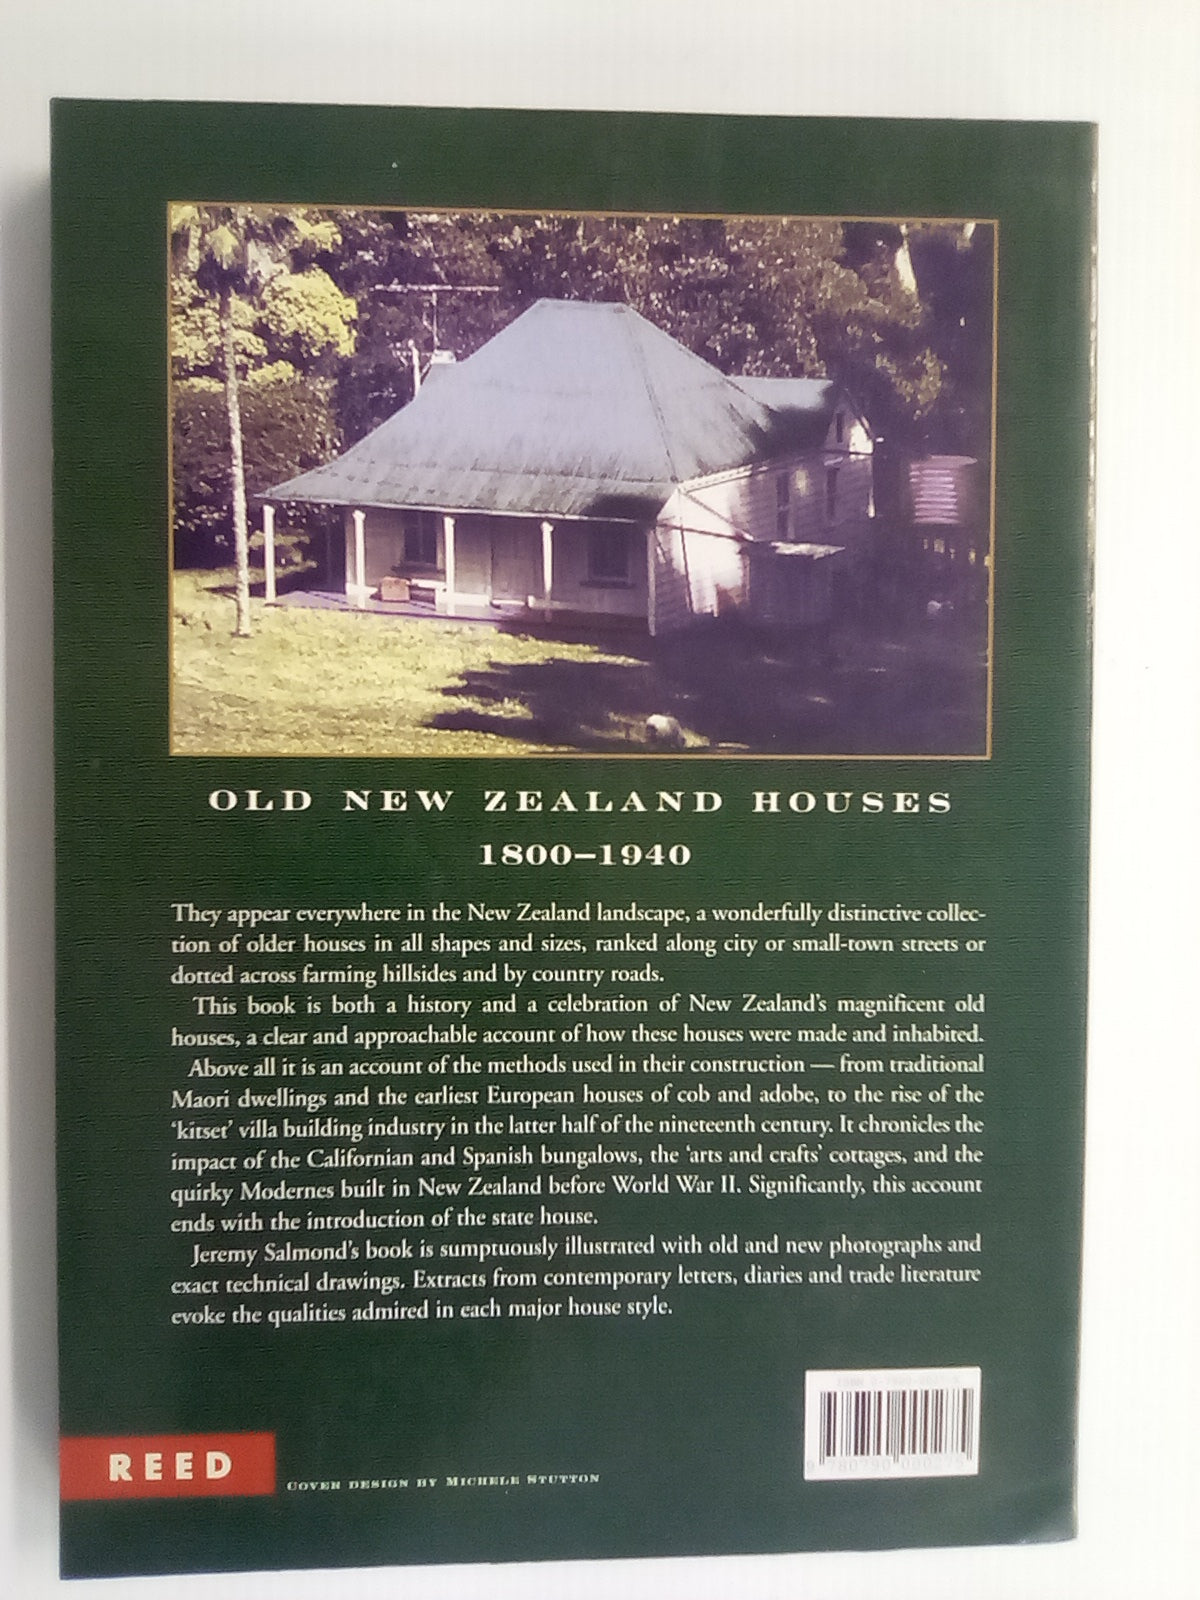 OLD NEW ZEALAND HOUSES
1800–1940
They appear everywhere in the New Zealand landscape, a wonderfully distinctive collec-
tion of older houses in all shapes and sizes, ranked along city or small-town streets or
dotted across farming hillsides and by country roads.
This book is both a history and a celebration of New Zealand's magnificent old
houses, a clear and approachable account of how these houses were made and inhabited.
Above all it is an account of the methods used in their construction — from traditional
Maori dwellings and the earliest European houses of cob and adobe, to the rise of the
'kitset' villa building industry in the latter half of the nineteenth century. It chronicles the
impact of the Californian and Spanish bungalows, the 'arts and crafts' cottages, and the
quirky Modernes built in New Zealand before World War II. Significantly, this account
ends with the introduction of the state house.
Jeremy Salmond's book is sumptuously illustrated with old and new photographs and
exact technical drawings. Extracts from contemporary letters, diaries and trade literature
evoke the qualities admired in each major house style.
REED
COVER DESIGN BY MICHELE STUTTON